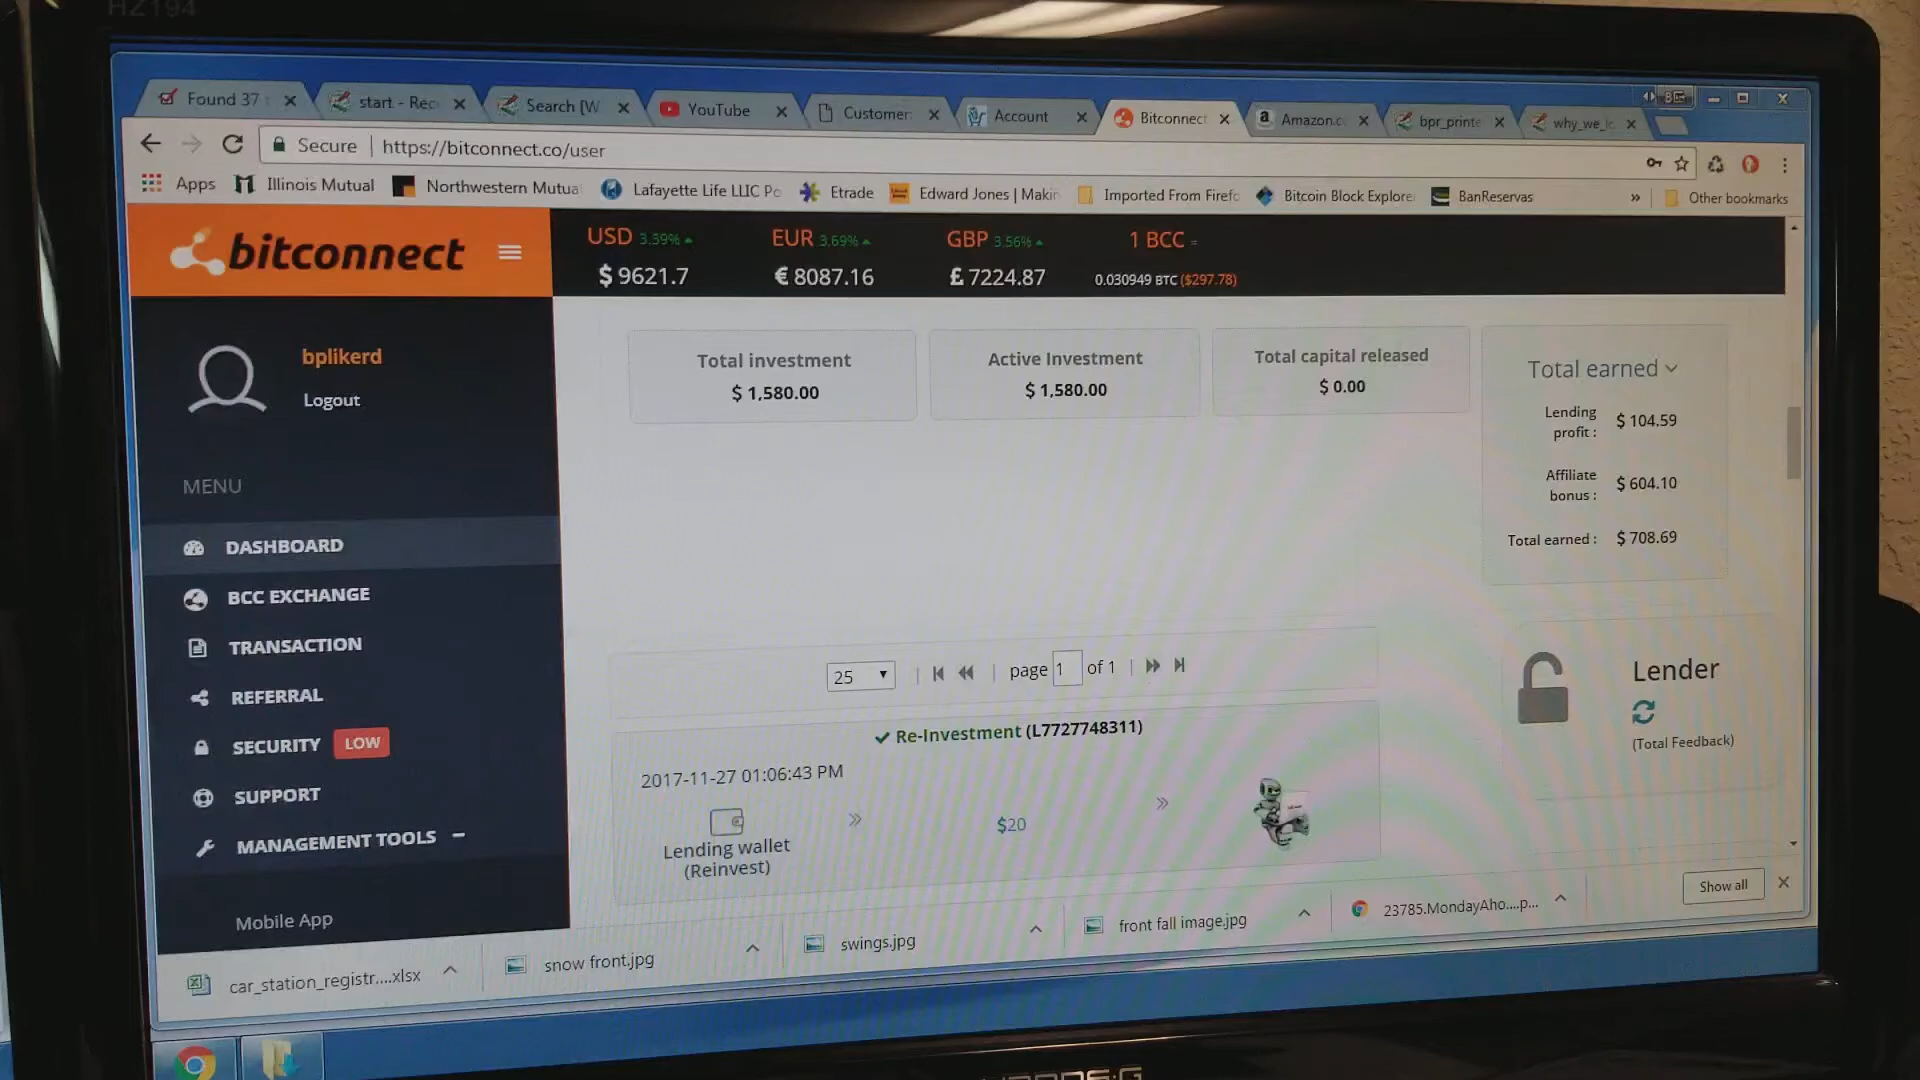 HZ194
Found 37
start - Rec
Search [W
YouTube
Customer
Account
Bitconnect
Amazon.c
bpr_printe
why_we_lo
Secure
https://bitconnect.co/user
Apps
Illinois Mutual
Northwestern Mutua
Lafayette Life LLIC Po
Etrade
Edward Jones | Makin
Imported From Firefo
Bitcoin Block Explorer
BanReservas
»
Other bookmarks
bitconnect
USD 3.39%
EUR 3.69%
GBP 3.56%
1 BCC =
$ 9621.7
€ 8087.16
£ 7224.87
0.030949 BTC ($297.78)
bplikerd
Logout
MENU
DASHBOARD
BCC EXCHANGE
TRANSACTION
REFERRAL
SECURITY LOW
SUPPORT
MANAGEMENT TOOLS
Mobile App
Total investment
$ 1,580.00
Active Investment
$ 1,580.00
Total capital released
$ 0.00
Total earned
Lending
profit :
$ 104.59
Affiliate
bonus :
$ 604.10
Total earned :
$ 708.69
25
page 1 of 1
Lender
(Total Feedback)
Re-Investment (L7727748311)
2017-11-27 01:06:43 PM
Lending wallet
(Reinvest)
»
$20
»
Show all
car_station_registr....xlsx
snow front.jpg
swings.jpg
front fall image.jpg
23785.MondayAho....p...